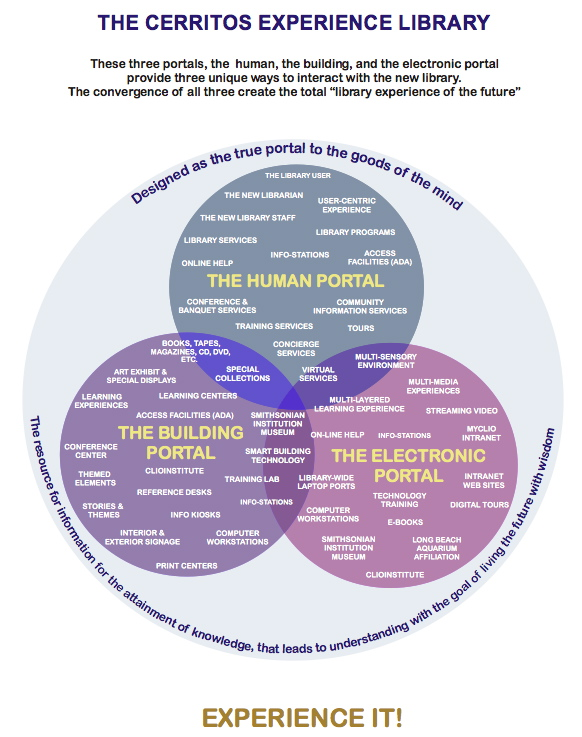 THE CERRITOS EXPERIENCE LIBRARY
These three portals, the human, the building, and the electronic portal
provide three unique ways to interact with the new library.
The convergence of all three create the total “library experience of the future”
Designed as the true portal to the goods of the mind
THE LIBRARY USER
THE NEW LIBRARIAN
USER-CENTRIC
EXPERIENCE
THE NEW LIBRARY STAFF
LIBRARY PROGRAMS
LIBRARY SERVICES
INFO-STATIONS
ACCESS
FACILITIES (ADA)
ONLINE HELP
THE HUMAN PORTAL
CONFERENCE &
BANQUET SERVICES
COMMUNITY
INFORMATION SERVICES
TRAINING SERVICES
TOURS
CONCIERGE
SERVICES
BOOKS, TAPES,
MAGAZINES, CD, DVD,
ETC.
SPECIAL
COLLECTIONS
VIRTUAL
SERVICES
MULTI-SENSORY
ENVIRONMENT
ART EXHIBIT &
SPECIAL DISPLAYS
LEARNING
EXPERIENCES
LEARNING CENTERS
ACCESS FACILITIES (ADA)
SMITHSONIAN
INSTITUTION
MUSEUM
THE BUILDING
PORTAL
CONFERENCE
CENTER
SMART BUILDING
TECHNOLOGY
CLIOINSTITUTE
THEMED
ELEMENTS
TRAINING LAB
REFERENCE DESKS
INFO-STATIONS
STORIES &
THEMES
INFO KIOSKS
INTERIOR &
EXTERIOR SIGNAGE
COMPUTER
WORKSTATIONS
PRINT CENTERS
MULTI-MEDIA
EXPERIENCES
MULTI-LAYERED
LEARNING EXPERIENCE
STREAMING VIDEO
ON-LINE HELP
INFO-STATIONS
MYCLIO
INTRANET
THE ELECTRONIC
PORTAL
LIBRARY-WIDE
LAPTOP PORTS
INTRANET
WEB SITES
TECHNOLOGY
TRAINING
DIGITAL TOURS
COMPUTER
WORKSTATIONS
E-BOOKS
SMITHSONIAN
INSTITUTION
MUSEUM
LONG BEACH
AQUARIUM
AFFILIATION
CLIOINSTITUTE
The resource for information for the attainment of knowledge, that leads to understanding with the goal of living the future with wisdom
EXPERIENCE IT!